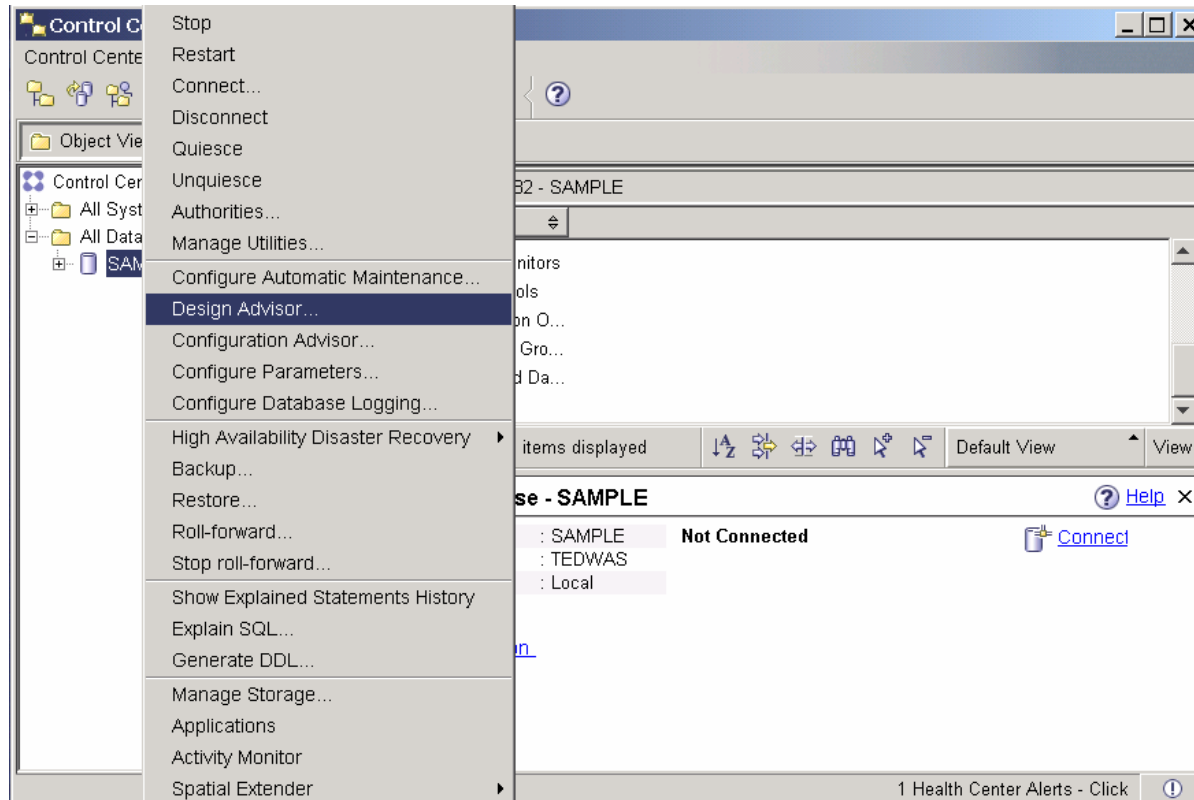 Control C
Control Cente
Object Vie
Control Cer
All Syst
All Data
SAM
Stop
Restart
Connect...
Disconnect
Quiesce
Unquiesce
Authorities...
Manage Utilities...
Configure Automatic Maintenance...
Design Advisor...
Configuration Advisor...
Configure Parameters...
Configure Database Logging...
High Availability Disaster Recovery
Backup...
Restore...
Roll-forward...
Stop roll-forward...
Show Explained Statements History
Explain SQL...
Generate DDL...
Manage Storage...
Applications
Activity Monitor
Spatial Extender
B2 - SAMPLE
nitors
ols
on O...
Gro...
d Da...
items displayed
Default View
View
se - SAMPLE
Help
: SAMPLE
Not Connected
Connect
: TEDWAS
: Local
on
1 Health Center Alerts - Click